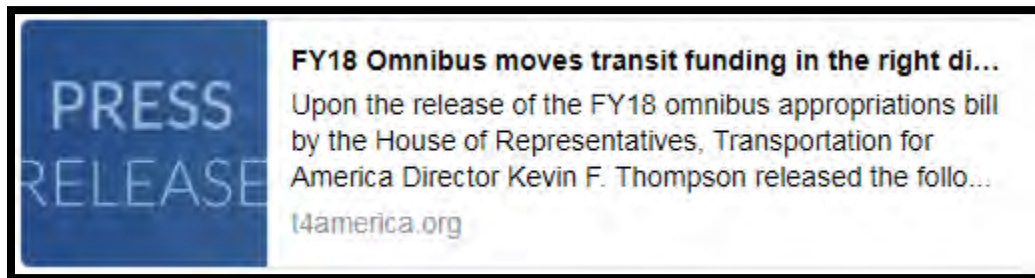 PRESS
RELEASE
FY18 Omnibus moves transit funding in the right di...
Upon the release of the FY18 omnibus appropriations bill
by the House of Representatives, Transportation for
America Director Kevin F. Thompson released the follo...
t4america.org